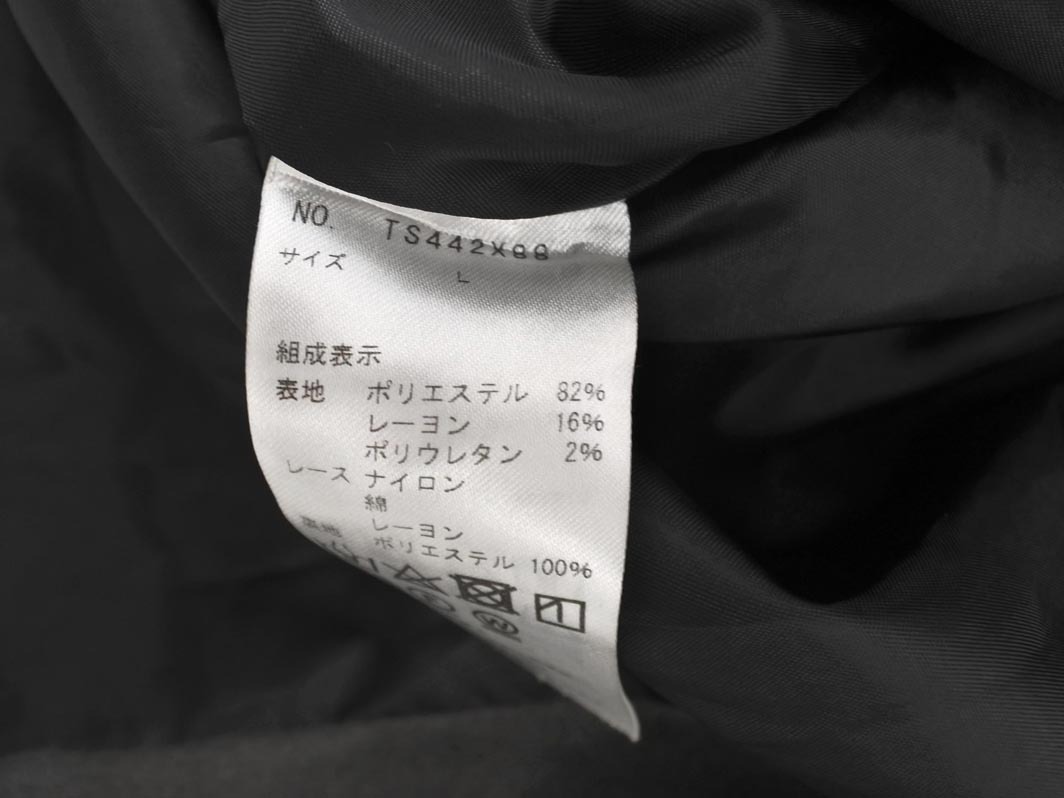 NO. TS442X88
サイズ L
組成表示
表地 ポリエステル 82%
レーヨン 16%
ポリウレタン 2%
レース ナイロン
綿
レーヨン
裏地 ポリエステル 100%